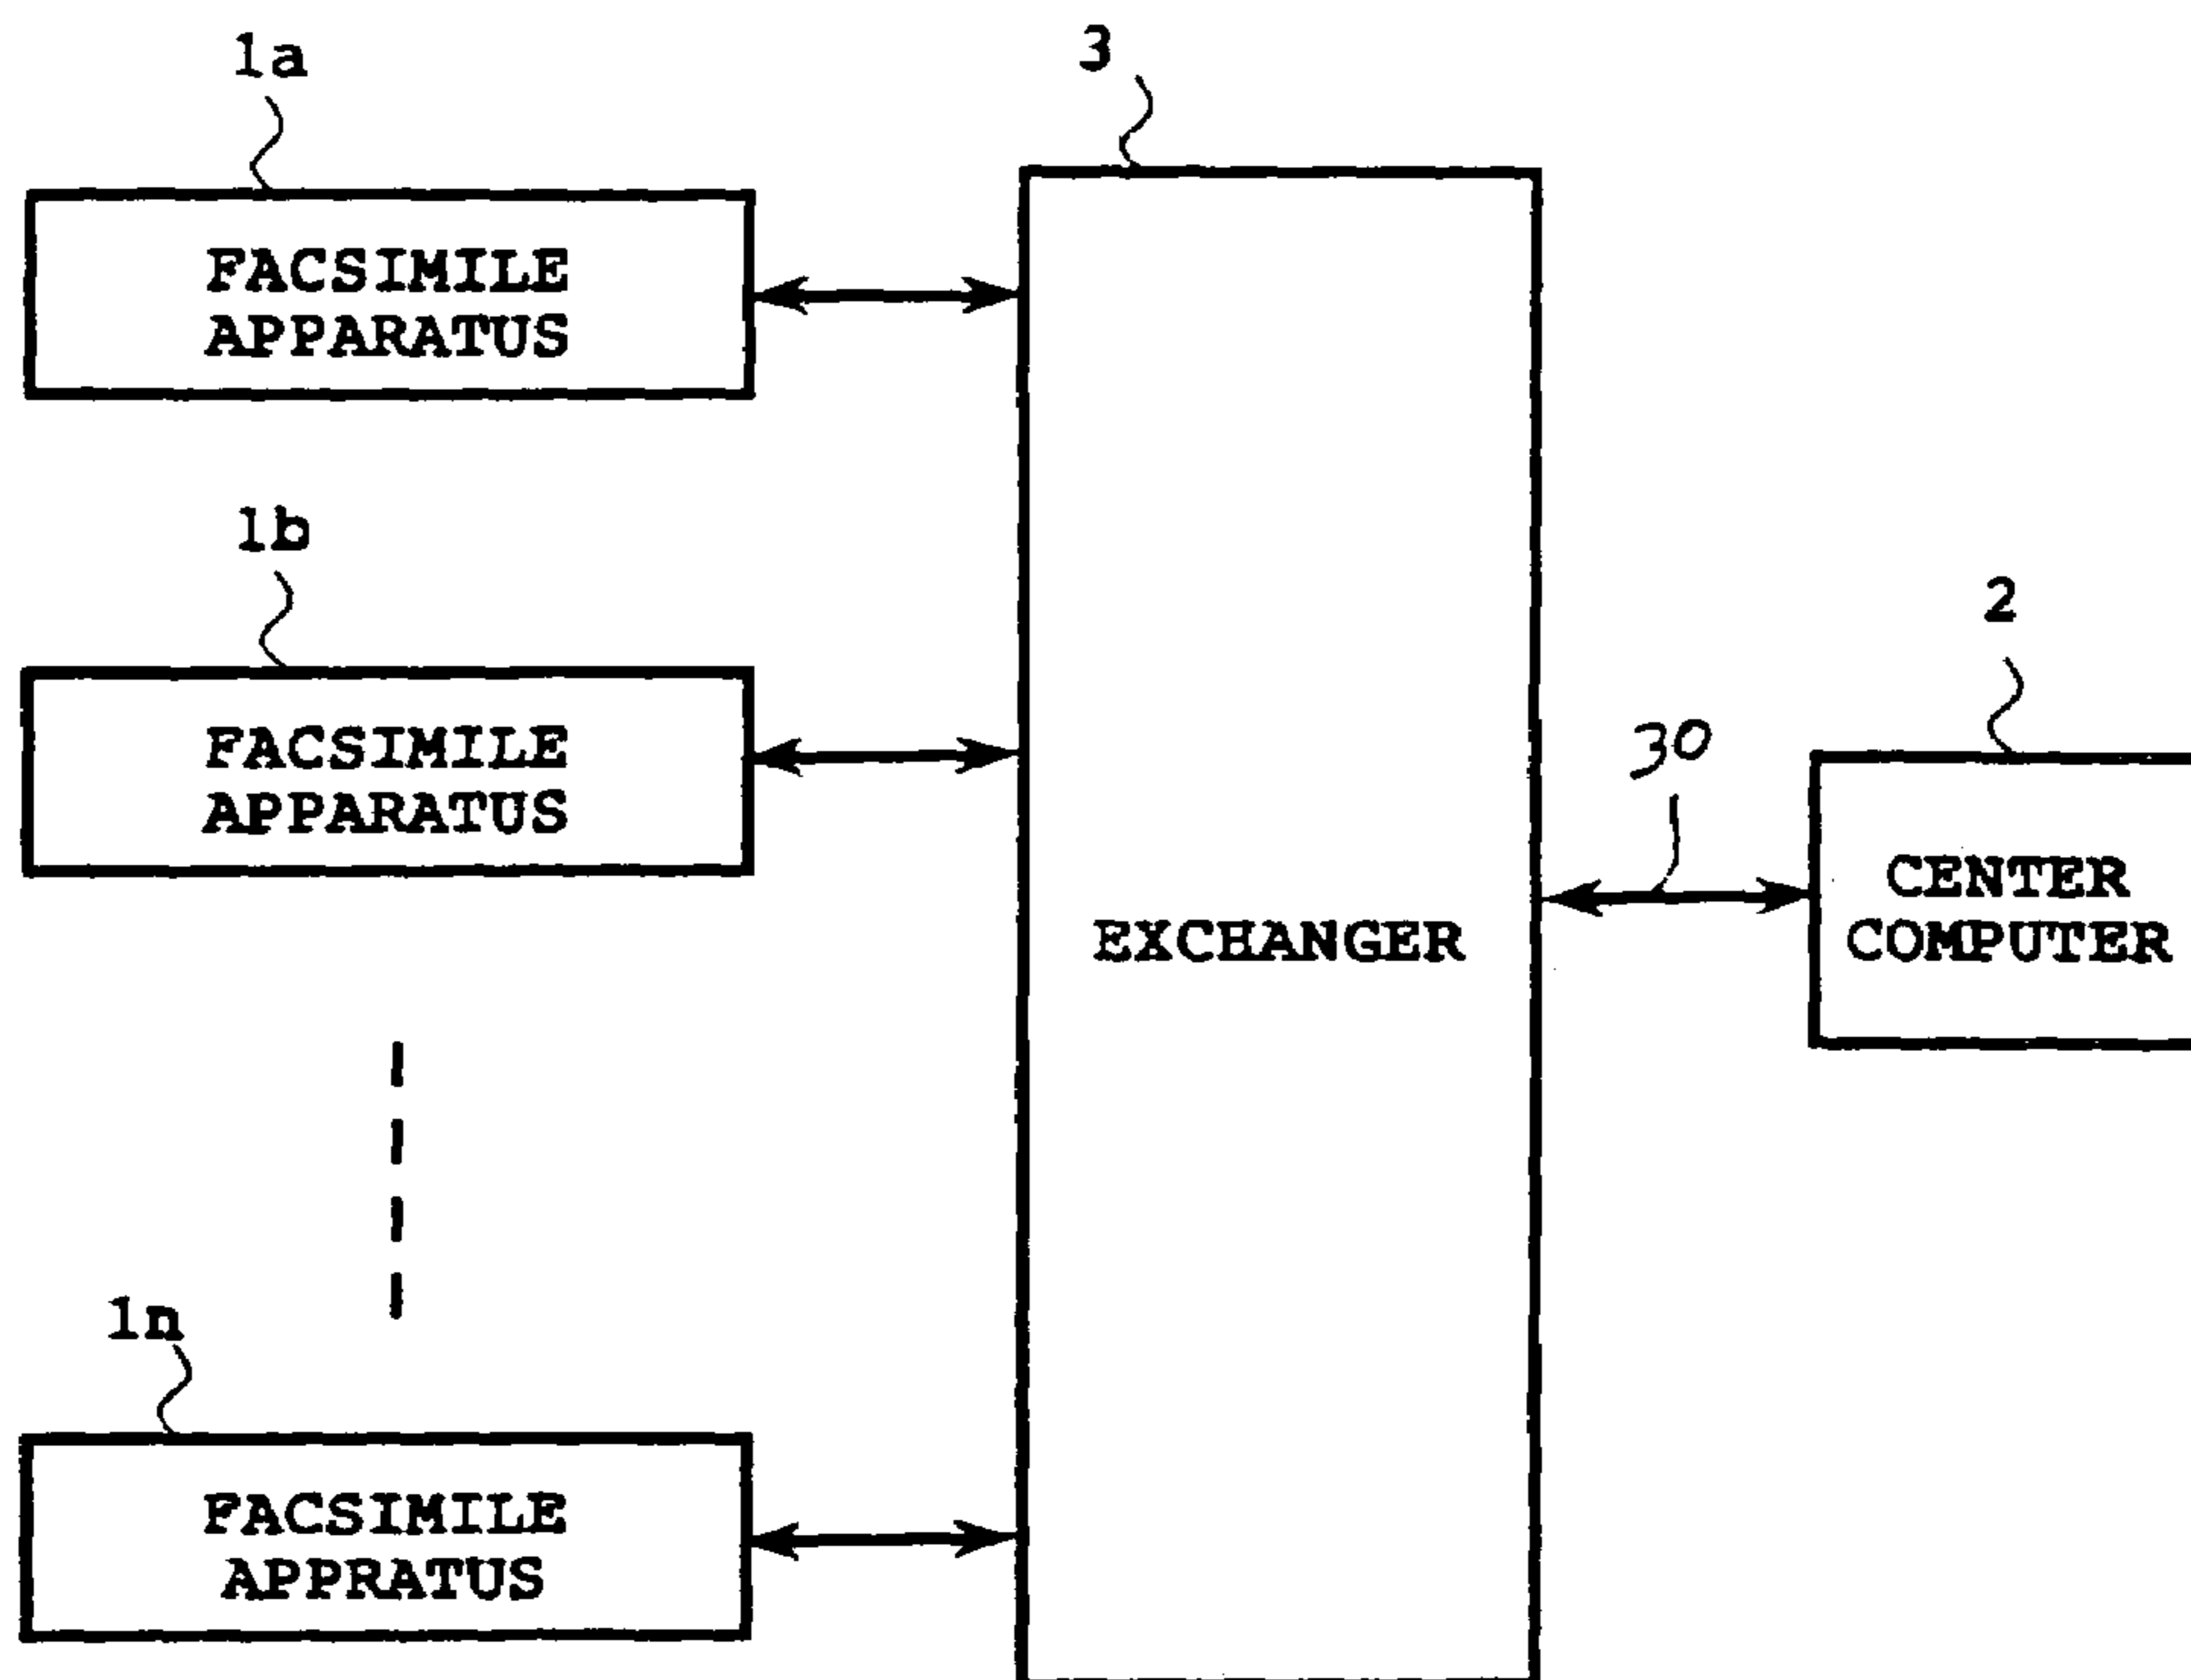 1a
3
FACSIMILE
APPARATUS
1b
FACSIMILE
APPARATUS
2
30
CENTER
COMPUTER
EXCHANGER
1n
FACSIMILE
APPRATUS